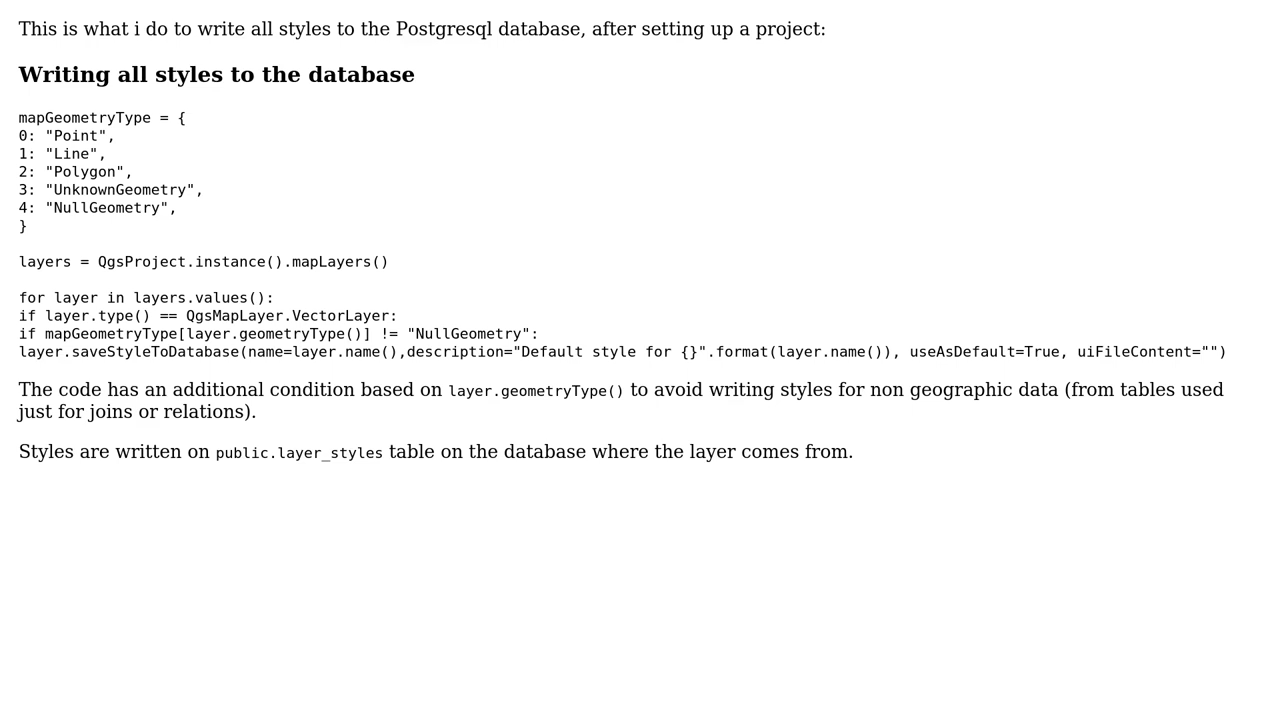 This is what i do to write all styles to the Postgresql database, after setting up a project:
Writing all styles to the database
mapGeometryType = {
0: "Point",
1: "Line",
2: "Polygon",
3: "UnknownGeometry",
4: "NullGeometry",
}
layers = QgsProject.instance().mapLayers()
for layer in layers.values():
if layer.type() == QgsMapLayer.VectorLayer:
if mapGeometryType[layer.geometryType()] != "NullGeometry":
layer.saveStyleToDatabase(name=layer.name(),description="Default style for {}".format(layer.name()), useAsDefault=True, uiFileContent="")
The code has an additional condition based on layer.geometryType() to avoid writing styles for non geographic data (from tables used
just for joins or relations).
Styles are written on public.layer_styles table on the database where the layer comes from.